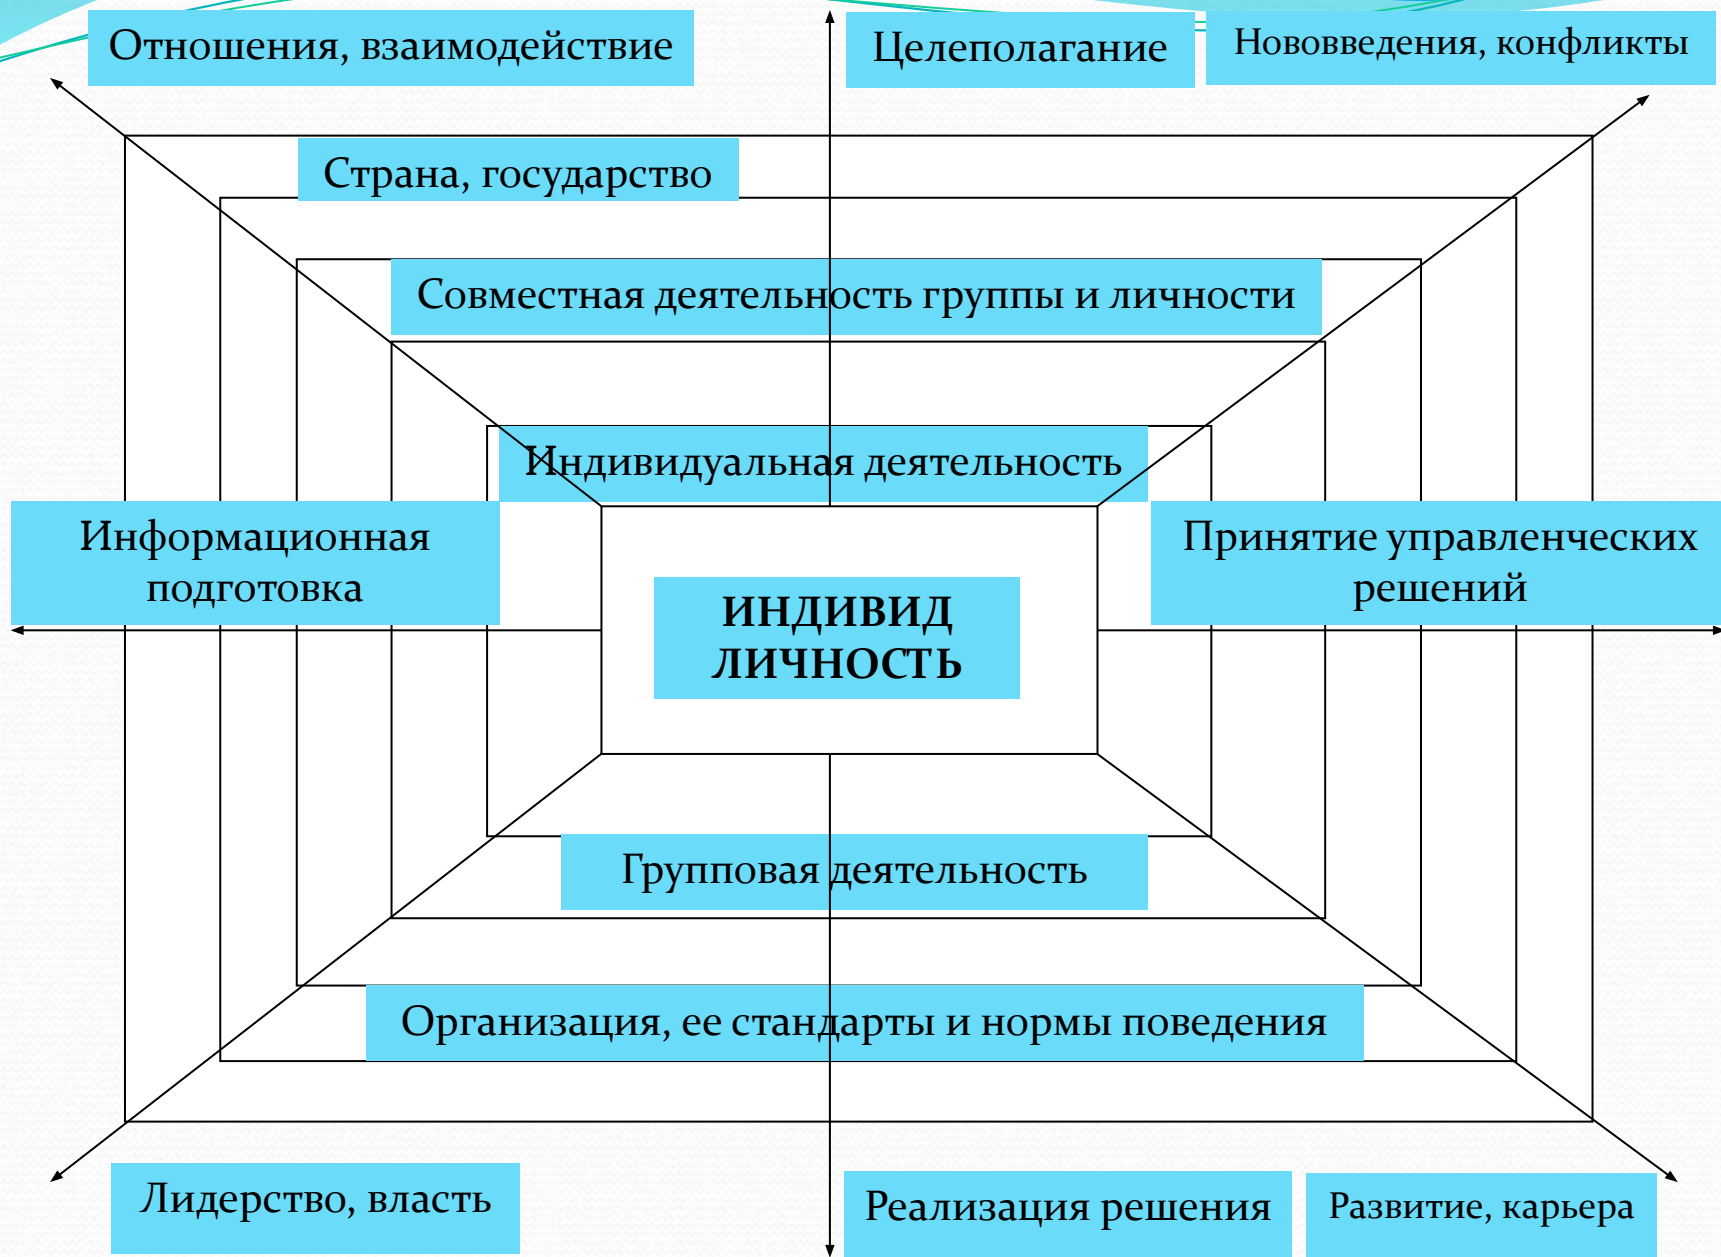 Отношения, взаимодействие
Целеполагание
Нововведения, конфликты
Страна, государство
Совместная деятельность группы и личности
Индивидуальная деятельность
Информационная
подготовка
Принятие управленческих
решений
ИНДИВИД
ЛИЧНОСТЬ
Групповая деятельность
Организация, ее стандарты и нормы поведения
Лидерство, власть
Реализация решения
Развитие, карьера